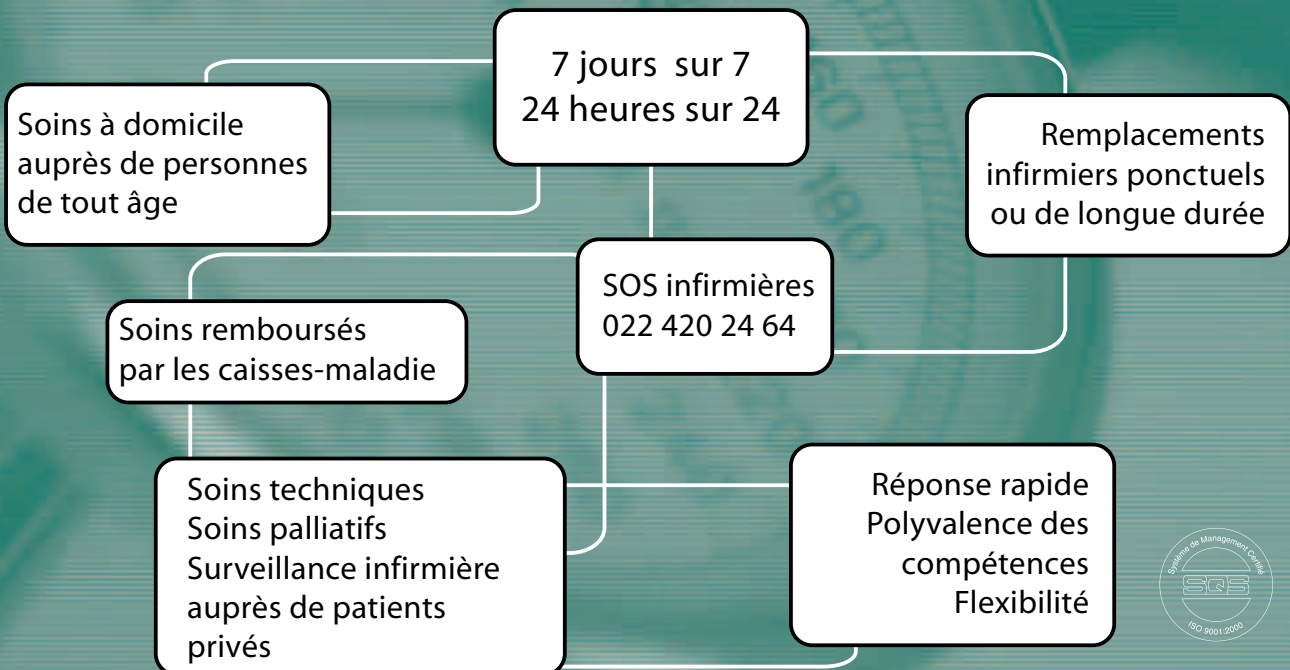 7 jours sur 7
24 heures sur 24
Soins à domicile
auprès de personnes
de tout âge
Remplacements
infirmiers ponctuels
ou de longue durée
SOS infirmières
022 420 24 64
Soins remboursés
par les caisses-maladie
Soins techniques
Soins palliatifs
Surveillance infirmière
auprès de patients
privés
Réponse rapide
Polyvalence des
compétences
Flexibilité
Système de Management Certifié
SQS
ISO 9001:2000
160
180